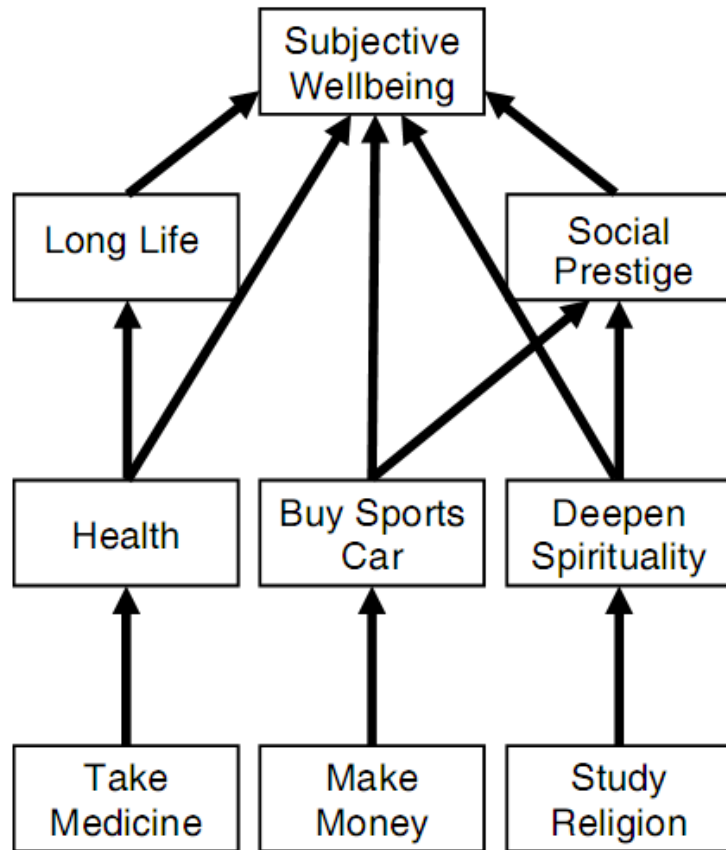 Subjective
Wellbeing
Long Life
Social
Prestige
Health
Buy Sports
Car
Deepen
Spirituality
Take
Medicine
Make
Money
Study
Religion